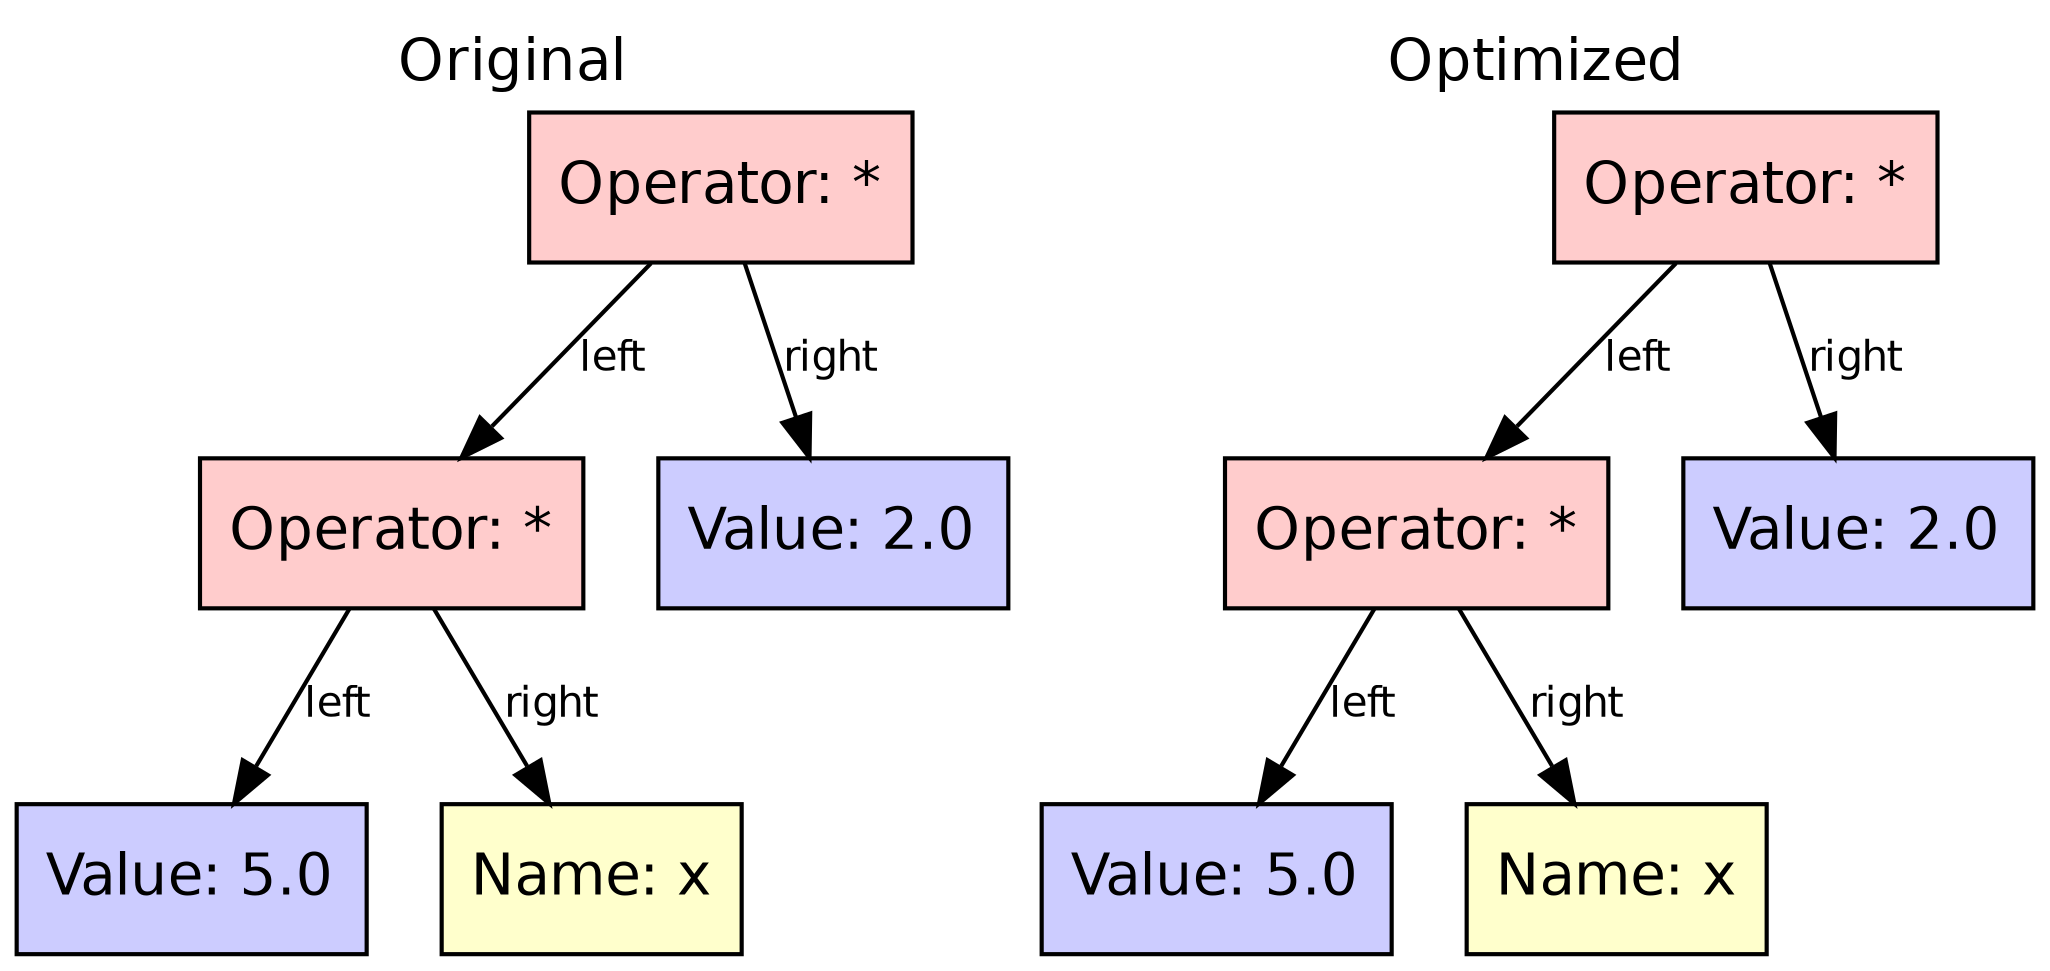 Original
Operator: *
left
right
Operator: *
Value: 2.0
left
right
Value: 5.0
Name: x
Optimized
Operator: *
left
right
Operator: *
Value: 2.0
left
right
Value: 5.0
Name: x